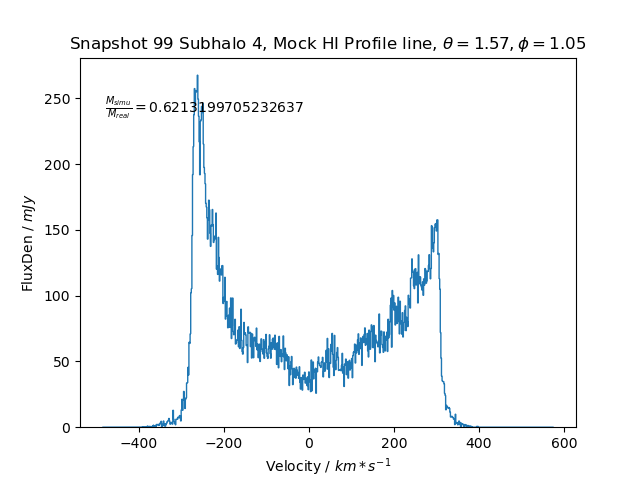 Snapshot 99 Subhalo 4, Mock HI Profile line, θ = 1.57, ϕ = 1.05
M_simu/M_real = 0.6213199705232637
FluxDen / mJy
250
200
150
100
50
0
−400 −200 0 200 400 600
Velocity / km * s⁻¹